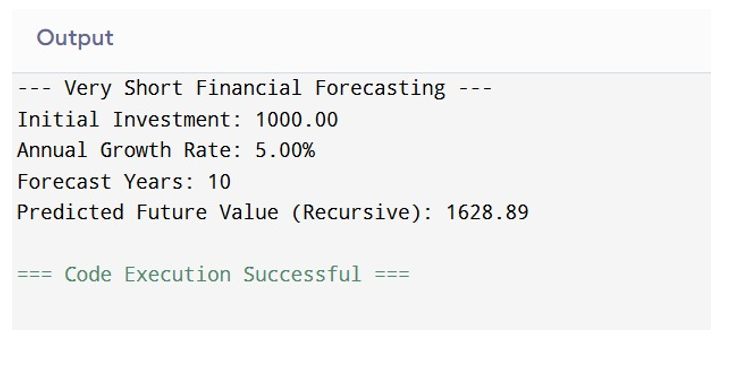 Output
--- Very Short Financial Forecasting ---
Initial Investment: 1000.00
Annual Growth Rate: 5.00%
Forecast Years: 10
Predicted Future Value (Recursive): 1628.89
=== Code Execution Successful ===